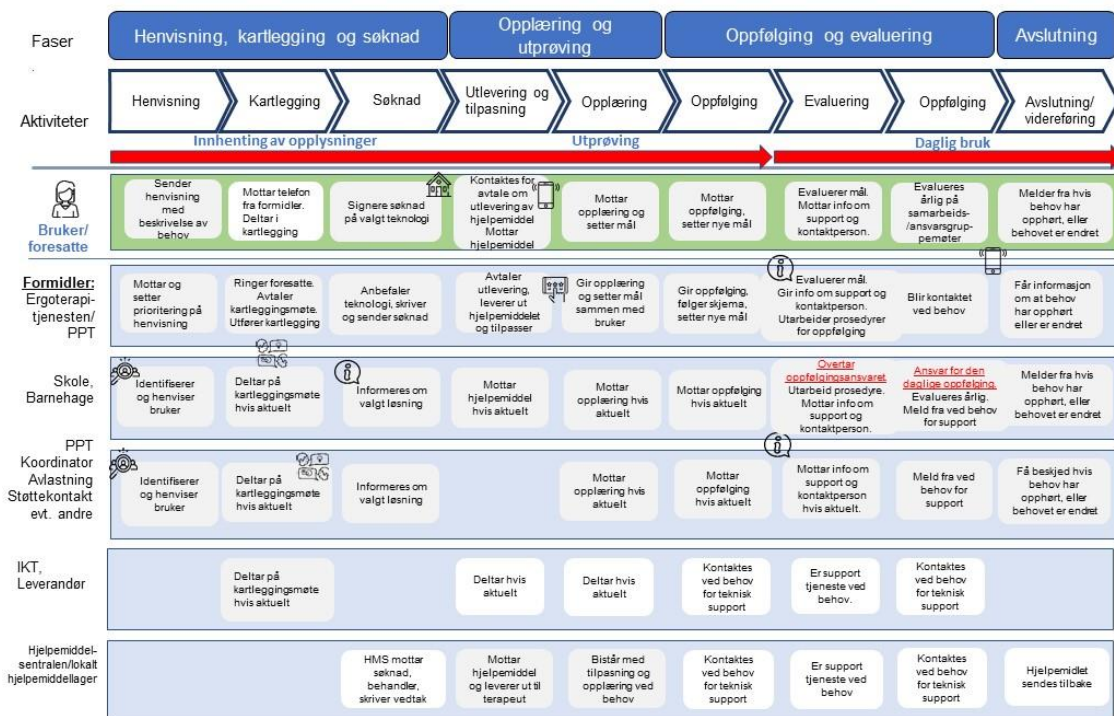 Faser
Henvisning, kartlegging og søknad
Opplæring og
utprøving
Oppfølging og evaluering
Avslutning
Aktiviteter
Henvisning
Kartlegging
Søknad
Utlevering og
tilpasning
Opplæring
Oppfølging
Evaluering
Oppfølging
Avslutning/
videreføring
Innhenting av opplysninger
Utprøving
Daglig bruk
Bruker/
foresatte
Sender
henvisning
med
beskrivelse av
behov
Mottar telefon
fra formidler.
Deltar i
kartlegging
Signere søknad
på valgt teknologi
Kontaktes for
avtale om
utlevering av
hjelpemiddel
Mottar
hjelpemiddel
Mottar
opplæring og
setter mål
Mottar
oppfølging,
setter nye mål
Evaluerer mål.
Mottar info om
support og
kontaktperson.
Evalueres
årlig på
samarbeids-
/ansvarsgrup-
pemøter
Melder fra hvis
behov har
opphørt, eller
behovet er endret
Formidler:
Ergoterapi-
tjenesten/
PPT
Mottar og
setter
prioritering på
henvisning
Ringer foresatte.
Avtaler
kartleggingsmøte.
Utfører kartlegging
Anbefaler
teknologi, skriver
og sender søknad
Avtaler
utlevering,
leverer ut
hjelpemiddelet
og tilpasser
Gir opplæring
og setter mål
sammen med
bruker
Gir oppfølging,
følger skjema,
setter nye mål
Evaluerer mål.
Gir info om support og
kontaktperson.
Utarbeider prosedyrer
for oppfølging
Blir kontaktet
ved behov
Får informasjon
om at behov
har opphørt
eller er endret
Skole,
Barnehage
Identifiserer
og henviser
bruker
Deltar på
kartleggingsmøte
hvis aktuelt
Informeres om
valgt løsning
Mottar
hjelpemiddel
hvis aktuelt
Mottar
opplæring hvis
aktuelt
Mottar oppfølging
hvis aktuelt
Overtar
oppfølgingsansvaret
Utarbeid prosedyre.
Mottar info om
support og
kontaktperson.
Ansvar for den
daglige oppfølging.
Evalueres årlig.
Meld fra ved behov
for support
Melder fra hvis
behov har
opphørt, eller
behovet er endret
PPT
Koordinator
Avlastning
Støttekontakt
evt. andre
Identifiserer
og henviser
bruker
Deltar på
kartleggingsmøte
hvis aktuelt
Informeres om
valgt løsning
Mottar
opplæring hvis
aktuelt
Mottar
oppfølging hvis
aktuelt
Mottar info om
support og
kontaktperson
hvis aktuelt.
Meld fra ved
behov for
support
Få beskjed hvis
behov har
opphørt, eller
behovet er endret
IKT,
Leverandør
Deltar på
kartleggingsmøte
hvis aktuelt
Deltar hvis
aktuelt
Deltar hvis
aktuelt
Kontaktes
ved behov
for teknisk
support
Er support
tjeneste ved
behov.
Kontaktes
ved behov
for teknisk
support
Hjelpemiddel-
sentralen/lokalt
hjelpemiddellager
HMS mottar
søknad,
behandler,
skriver vedtak
Mottar
hjelpemiddel
og leverer ut til
terapeut
Bistår med
tilpasning og
opplæring ved
behov
Kontaktes
ved behov
for teknisk
support
Er support
tjeneste ved
behov
Kontaktes
ved behov
for teknisk
support
Hjelpemidlet
sendes tilbake